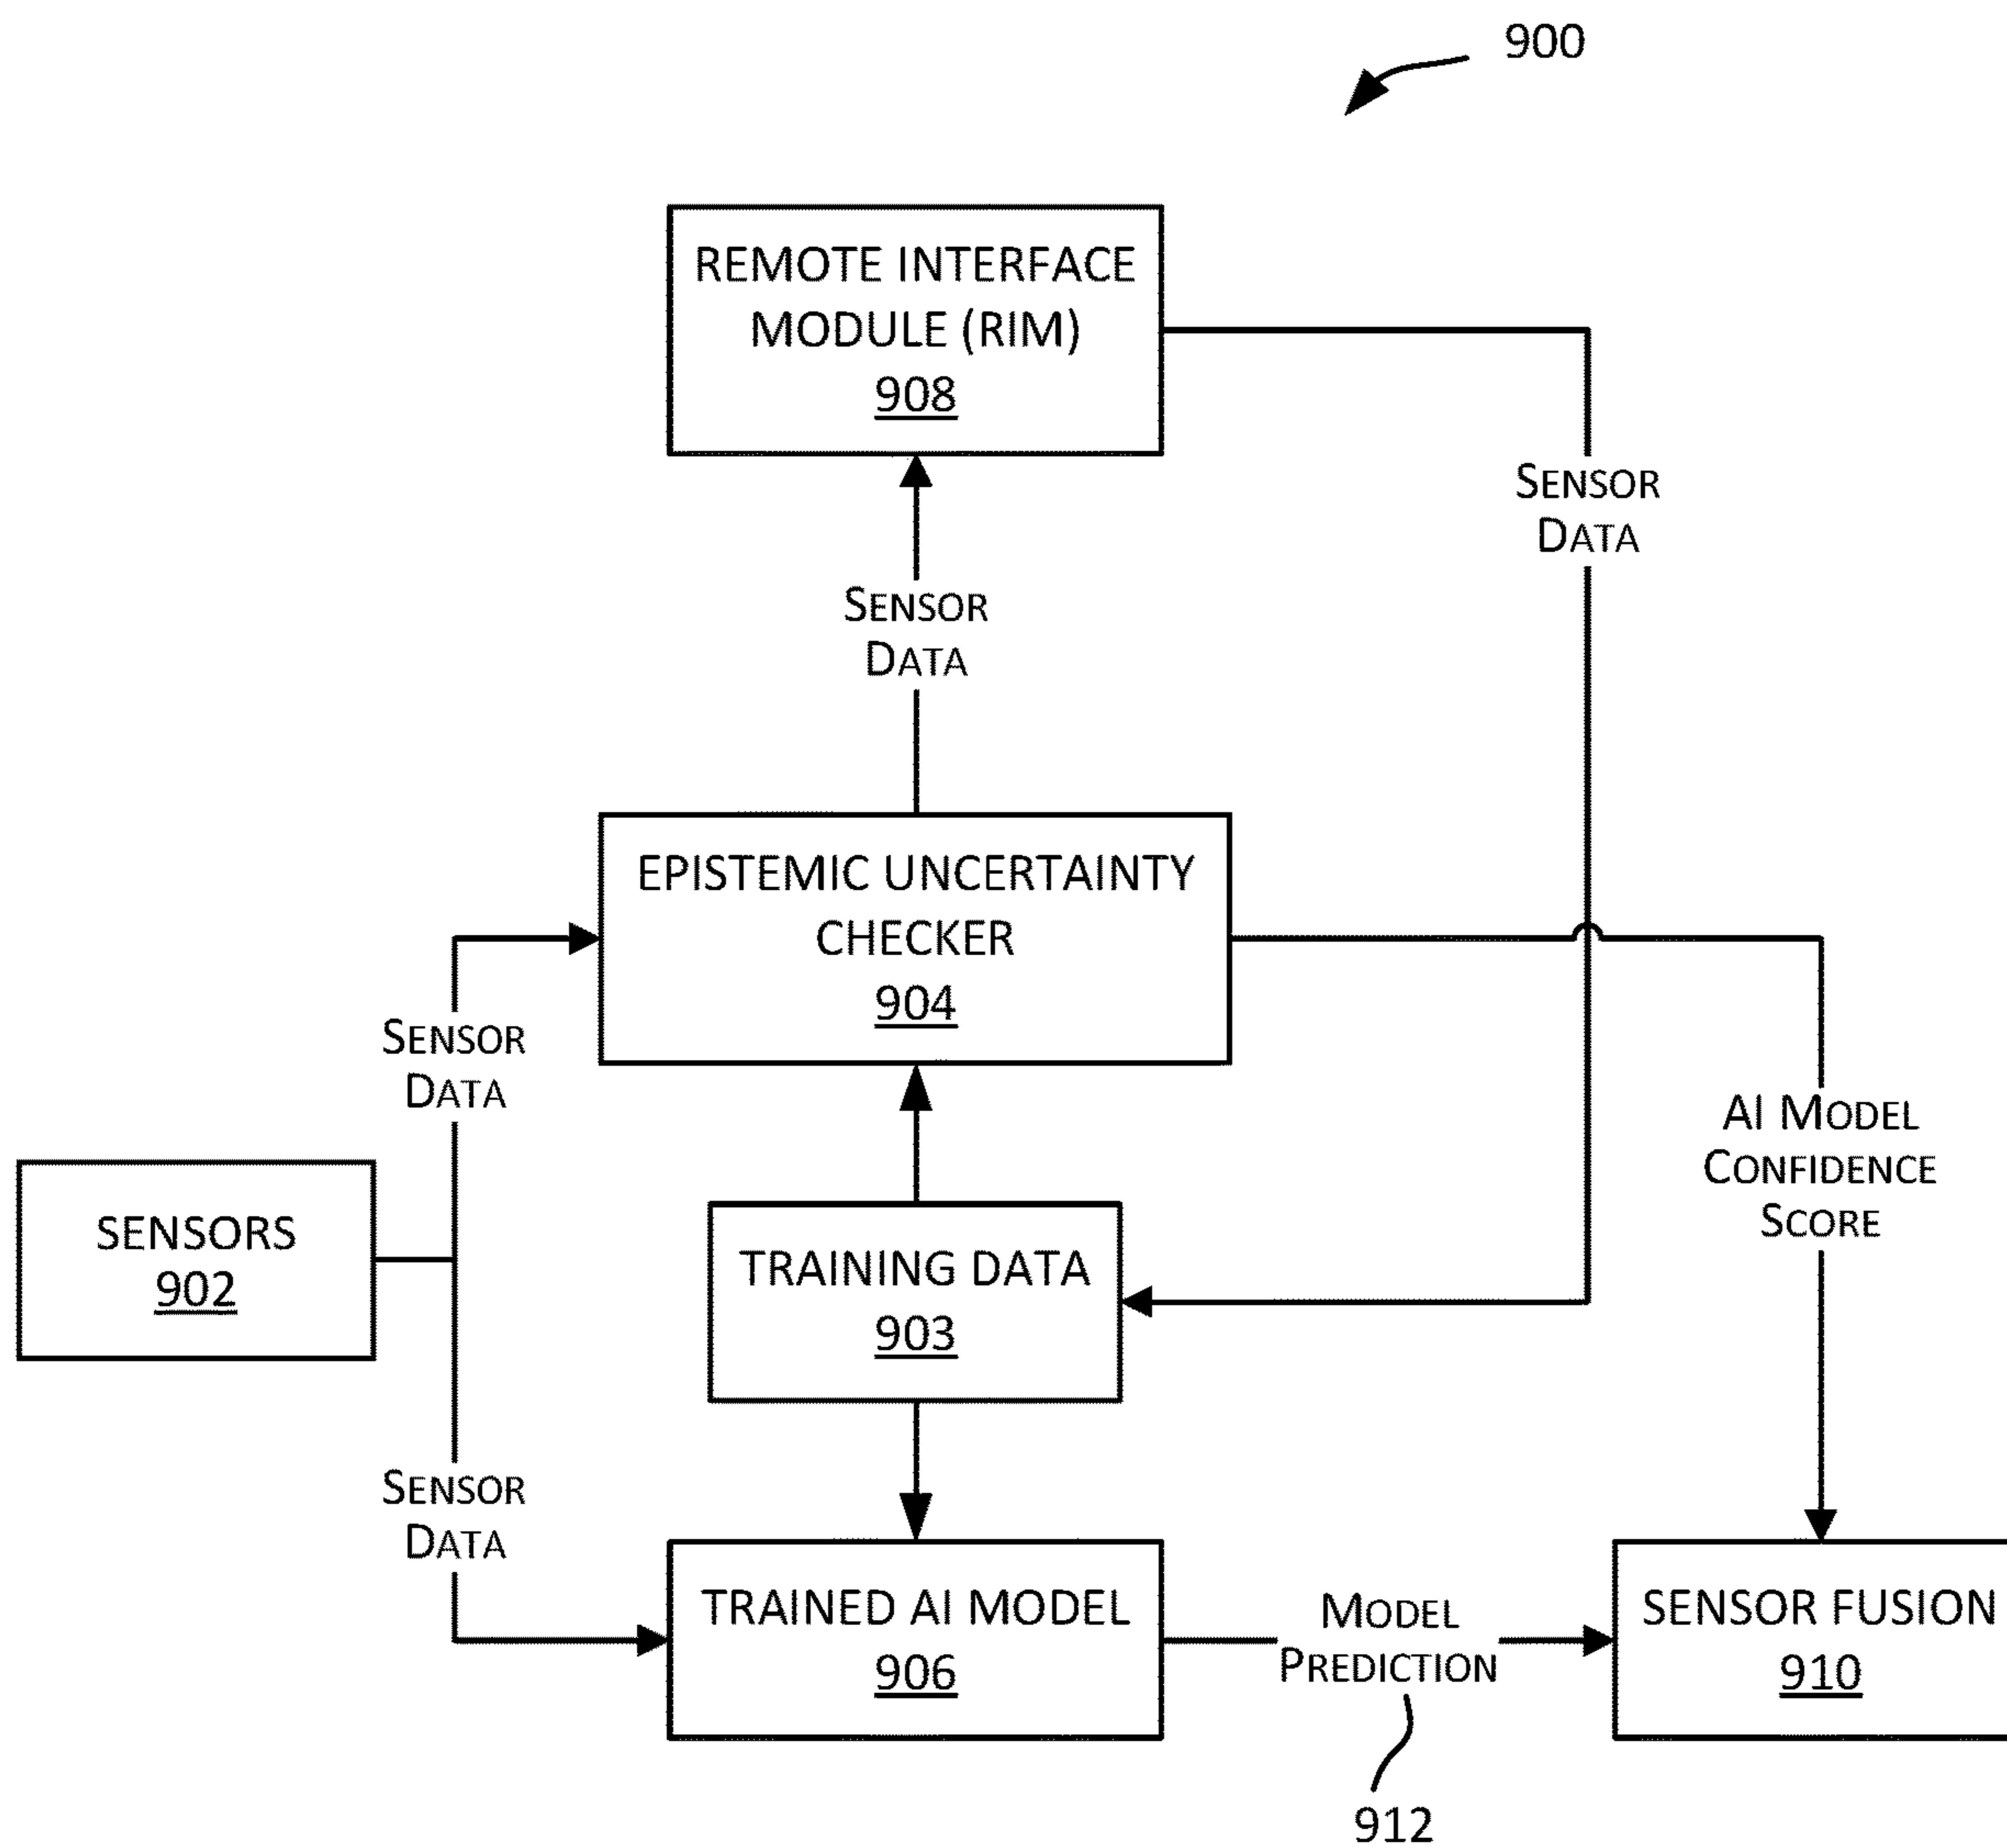 900
REMOTE INTERFACE
MODULE (RIM)
908
SENSOR
DATA
SENSOR
DATA
EPISTEMIC UNCERTAINTY
CHECKER
904
SENSOR
DATA
AI MODEL
CONFIDENCE
SCORE
SENSORS
902
TRAINING DATA
903
SENSOR
DATA
TRAINED AI MODEL
906
MODEL
PREDICTION
SENSOR FUSION
910
912